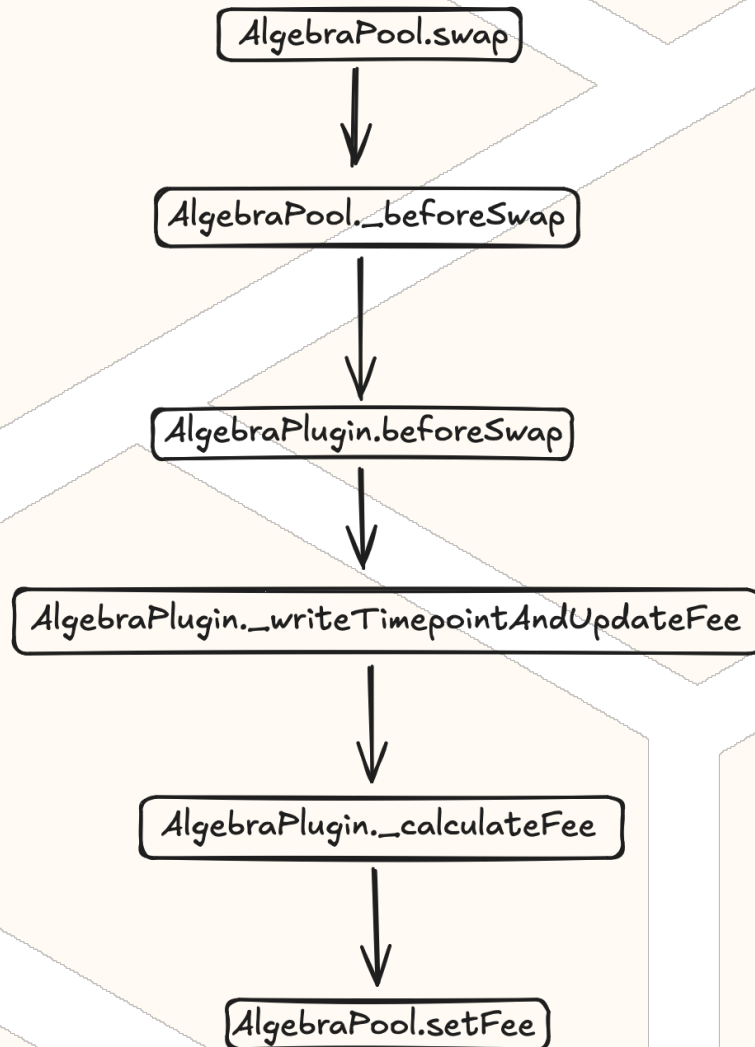 AlgebraPool.swap
AlgebraPool._beforeSwap
AlgebraPlugin.beforeSwap
AlgebraPlugin._writeTimepointAndUpdateFee
AlgebraPlugin._calculateFee
AlgebraPool.setFee